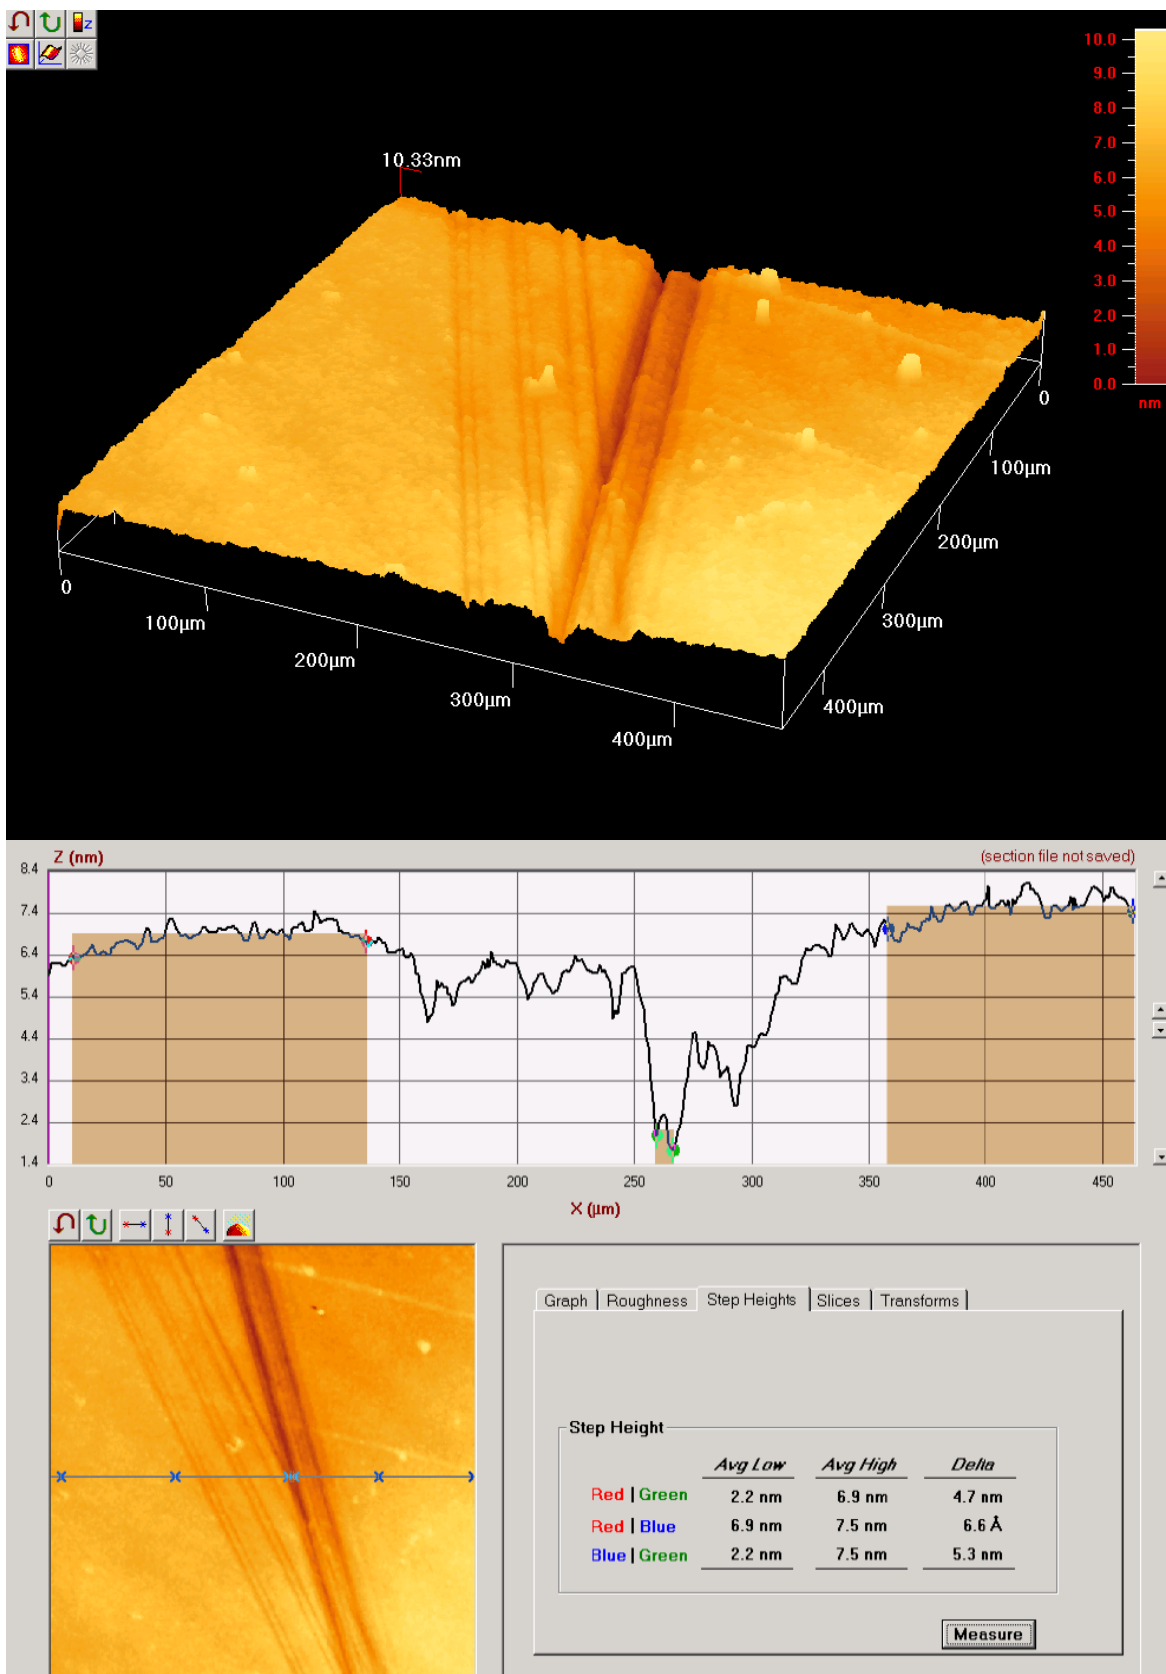 z
10.0
9.0
8.0
7.0
6.0
5.0
4.0
3.0
2.0
1.0
0.0
nm
10.33nm
0
100µm
200µm
300µm
400µm
0
100µm
200µm
300µm
400µm
Z (nm)
(section file not saved)
8.4
7.4
6.4
5.4
4.4
3.4
2.4
1.4
0 50 100 150 200 250 300 350 400 450
X (µm)
Graph Roughness Step Heights Slices Transforms
Step Height
Avg Low Avg High Delta
Red | Green 2.2 nm 6.9 nm 4.7 nm
Red | Blue 6.9 nm 7.5 nm 6.6 Å
Blue | Green 2.2 nm 7.5 nm 5.3 nm
Measure